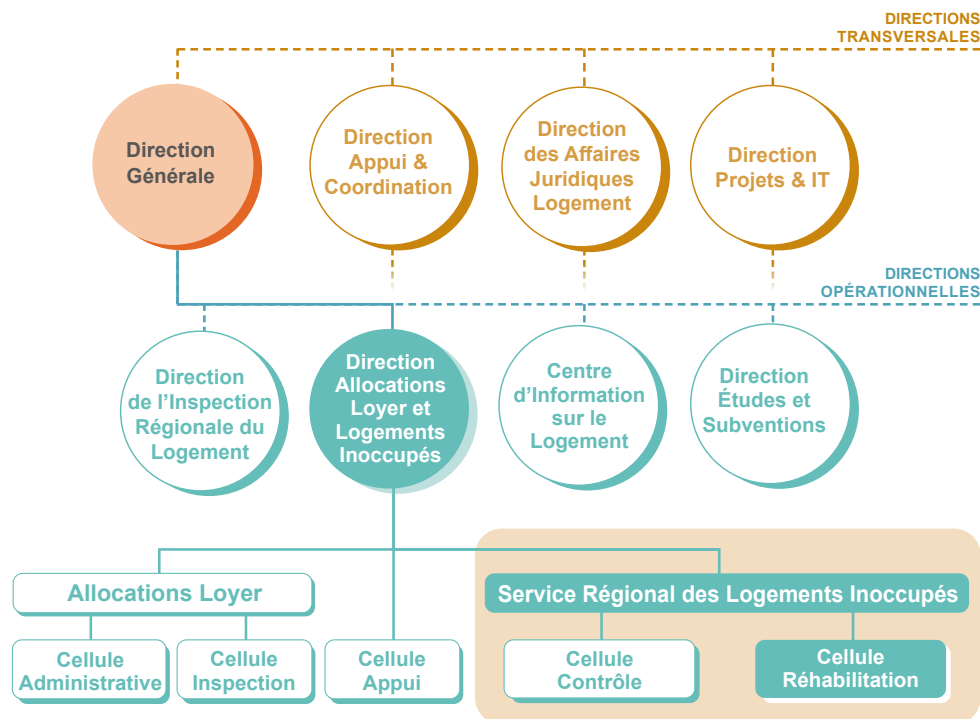 DIRECTIONS
TRANSVERSALES
Direction
Générale
Direction
Appui &
Coordination
Direction
des Affaires
Juridiques
Logement
Direction
Projets & IT
DIRECTIONS
OPÉRATIONNELLES
Direction
de l’Inspection
Régionale du
Logement
Direction
Allocations
Loyer et
Logements
Inoccupés
Centre
d’Information
sur le
Logement
Direction
Études et
Subventions
Allocations Loyer
Service Régional des Logements Inoccupés
Cellule
Administrative
Cellule
Inspection
Cellule
Appui
Cellule
Contrôle
Cellule
Réhabilitation